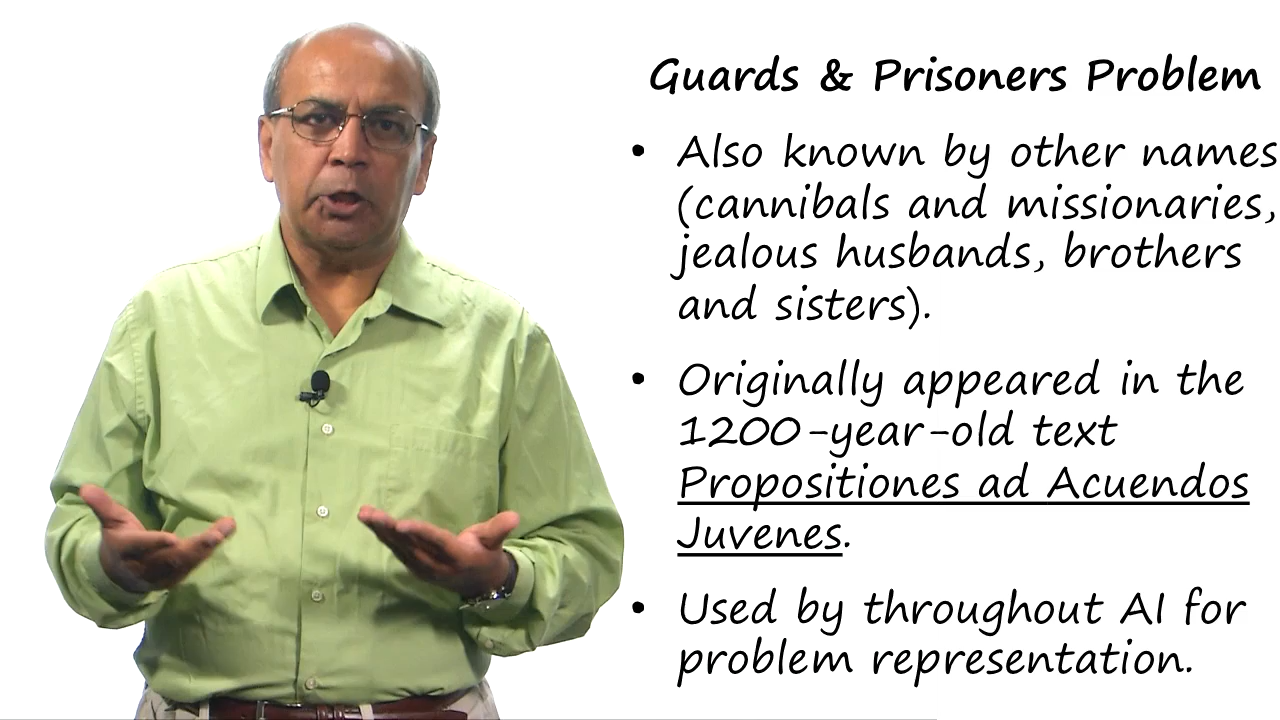 Guards & Prisoners Problem
• Also known by other names
(cannibals and missionaries,
jealous husbands, brothers
and sisters).
• Originally appeared in the
1200-year-old text
Propositiones ad Acuendos
Juvenes.
• Used by throughout AI for
problem representation.